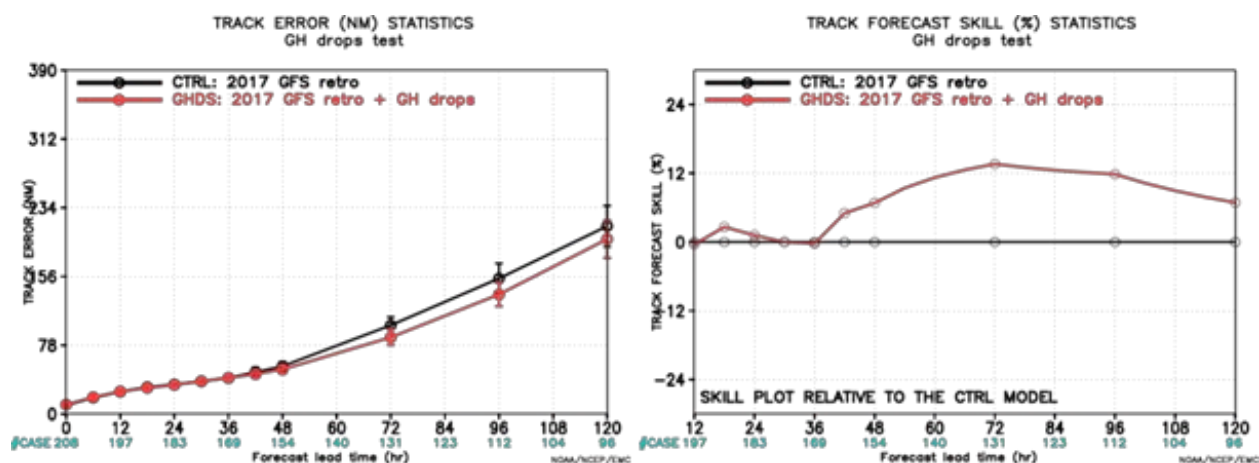 TRACK ERROR (NM) STATISTICS
GH drops test
CTRL: 2017 GFS retro
GHDS: 2017 GFS retro + GH drops
TRACK ERROR (NM)
390
312
234
156
78
0
0 12 24 36 48 60 72 84 96 108 120
#CASE 208 197 183 169 154 140 131 123 112 104 96
Forecast lead time (hr)
NOAA/NCEP/EMC
TRACK FORECAST SKILL (%) STATISTICS
GH drops test
CTRL: 2017 GFS retro
GHDS: 2017 GFS retro + GH drops
TRACK FORECAST SKILL (%)
24
12
0
-12
-24
SKILL PLOT RELATIVE TO THE CTRL MODEL
12 24 36 48 60 72 84 96 108 120
#CASE 197 183 169 154 140 131 123 112 104 96
Forecast lead time (hr)
NOAA/NCEP/EMC